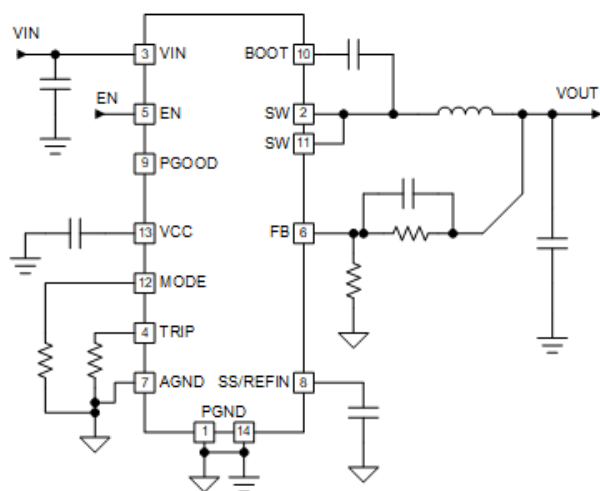 VIN
3 VIN
BOOT 10
EN
5 EN
SW 2
VOUT
SW 11
9 PGOOD
13 VCC
FB 6
12 MODE
4 TRIP
7 AGND
SS/REFIN 8
PGND
1 14